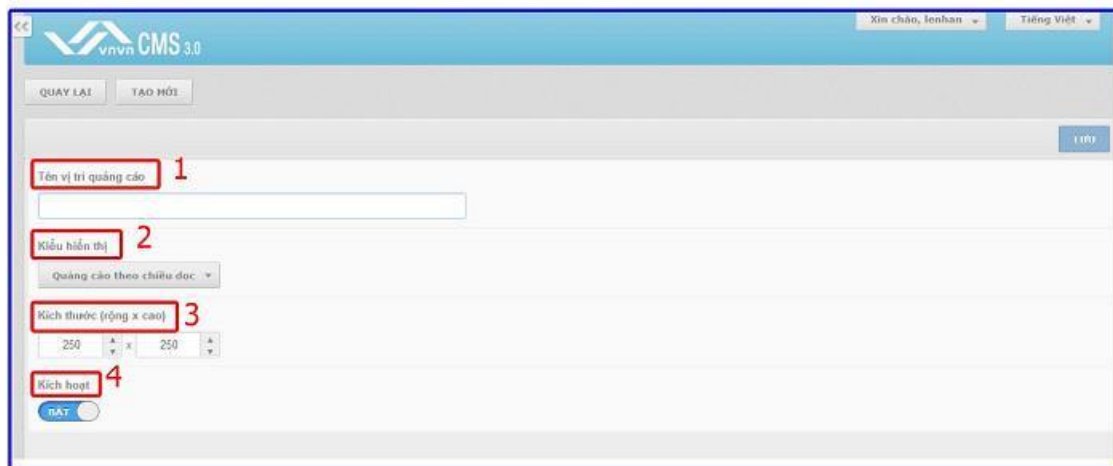 <<
Xin chào, lenhan
Tiếng Việt
vnvn CMS 3.0
QUAY LẠI
TẠO MỚI
LƯU
Tên vị trí quảng cáo 1
Kiểu hiển thị 2
Quảng cáo theo chiều dọc
Kích thước (rộng x cao) 3
250 x 250
Kích hoạt 4
BẬT